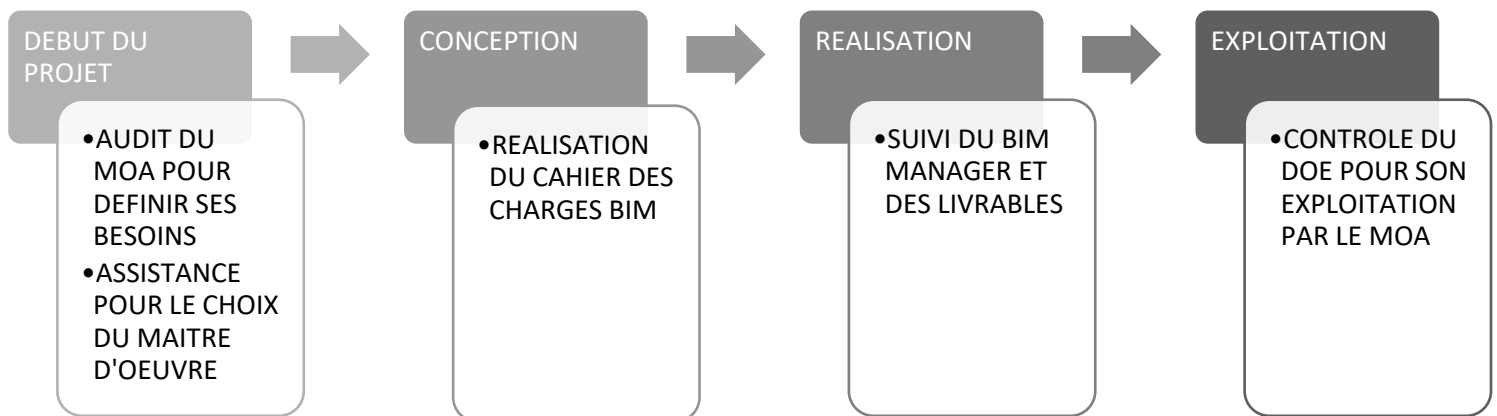 DEBUT DU
PROJET
•AUDIT DU
MOA POUR
DEFINIR SES
BESOINS
•ASSISTANCE
POUR LE CHOIX
DU MAITRE
D'OEUVRE
CONCEPTION
•REALISATION
DU CAHIER DES
CHARGES BIM
REALISATION
•SUIVI DU BIM
MANAGER ET
DES LIVRABLES
EXPLOITATION
•CONTROLE DU
DOE POUR SON
EXPLOITATION
PAR LE MOA